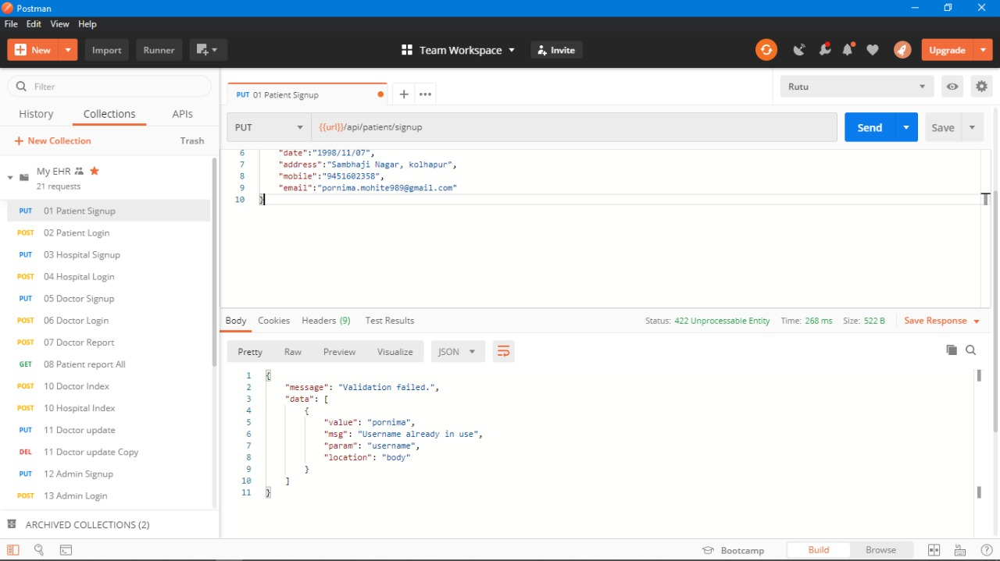 Postman
File Edit View Help
New Import Runner Team Workspace Invite Upgrade
Filter
History Collections APIs
New Collection Trash
My EHR
21 requests
PUT 01 Patient Signup
POST 02 Patient Login
PUT 03 Hospital Signup
POST 04 Hospital Login
PUT 05 Doctor Signup
POST 06 Doctor Login
POST 07 Doctor Report
GET 08 Patient report All
POST 10 Doctor Index
POST 10 Hospital Index
PUT 11 Doctor update
DEL 11 Doctor update Copy
PUT 12 Admin Signup
POST 13 Admin Login
ARCHIVED COLLECTIONS (2)
PUT 01 Patient Signup
Rutu
PUT {{url}}/api/patient/signup Send Save
6 "date":"1998/11/07",
7 "address":"Sambhaji Nagar, kolhapur",
8 "mobile":"9451602358",
9 "email":"pornima.mohite989@gmail.com"
10 }
Body Cookies Headers (9) Test Results Status: 422 Unprocessable Entity Time: 268 ms Size: 522 B Save Response
Pretty Raw Preview Visualize JSON
1 {
2 "message": "Validation failed.",
3 "data": [
4 {
5 "value": "pornima",
6 "msg": "Username already in use",
7 "param": "username",
8 "location": "body"
9 }
10 ]
11 }
Bootcamp Build Browse